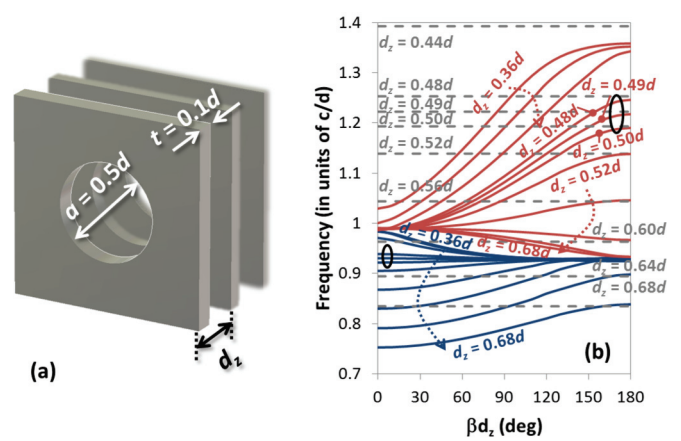 t = 0.1d
a = 0.5d
d_z
(a)
Frequency (in units of c/d)
1.4
1.3
1.2
1.1
1
0.9
0.8
0.7
d_z = 0.44d
d_z = 0.48d
d_z = 0.49d
d_z = 0.50d
d_z = 0.52d
d_z = 0.56d
d_z = 0.60d
d_z = 0.64d
d_z = 0.68d
d_z = 0.36d
d_z = 0.49d
d_z = 0.48d
d_z = 0.50d
d_z = 0.52d
d_z = 0.68d
d_z = 0.36d
d_z = 0.68d
(b)
0 30 60 90 120 150 180
βd_z (deg)